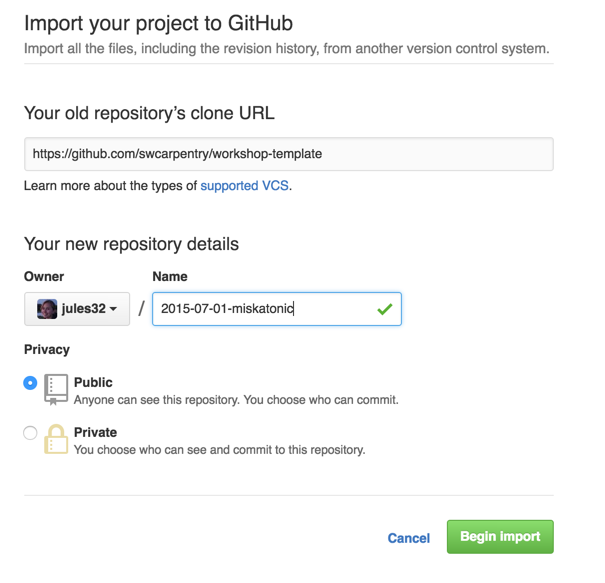 Import your project to GitHub
Import all the files, including the revision history, from another version control system.
Your old repository's clone URL
https://github.com/swcarpentry/workshop-template
Learn more about the types of supported VCS.
Your new repository details
Owner Name
jules32 / 2015-07-01-miskatonic
Privacy
Public
Anyone can see this repository. You choose who can commit.
Private
You choose who can see and commit to this repository.
Cancel Begin import